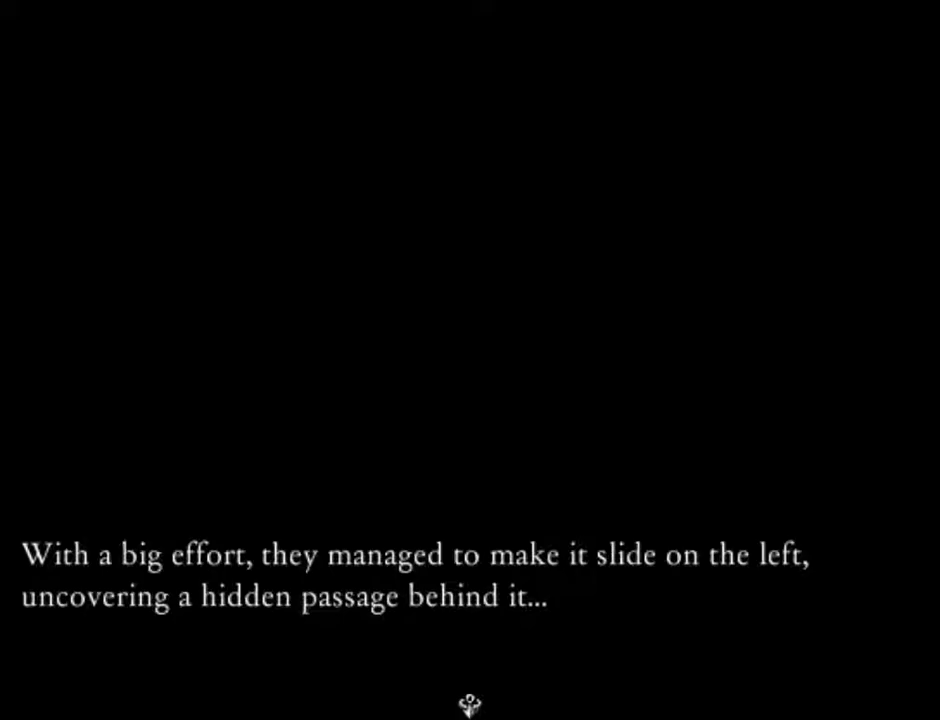 With a big effort, they managed to make it slide on the left,
uncovering a hidden passage behind it...